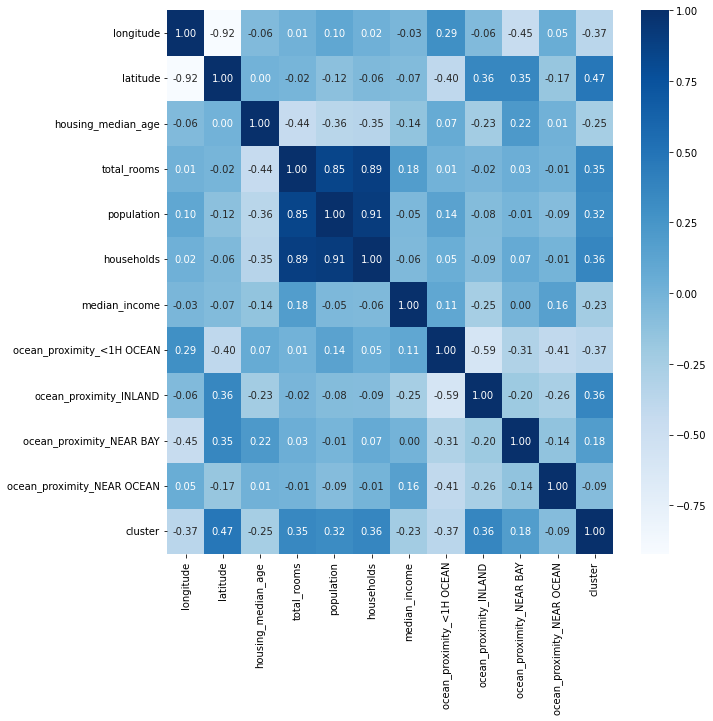 longitude 1.00 -0.92 -0.06 0.01 0.10 0.02 -0.03 0.29 -0.06 -0.45 0.05 -0.37
latitude -0.92 1.00 0.00 -0.02 -0.12 -0.06 -0.07 -0.40 0.36 0.35 -0.17 0.47
housing_median_age -0.06 0.00 1.00 -0.44 -0.36 -0.35 -0.14 0.07 -0.23 0.22 0.01 -0.25
total_rooms 0.01 -0.02 -0.44 1.00 0.85 0.89 0.18 0.01 -0.02 0.03 -0.01 0.35
population 0.10 -0.12 -0.36 0.85 1.00 0.91 -0.05 0.14 -0.08 -0.01 -0.09 0.32
households 0.02 -0.06 -0.35 0.89 0.91 1.00 -0.06 0.05 -0.09 0.07 -0.01 0.36
median_income -0.03 -0.07 -0.14 0.18 -0.05 -0.06 1.00 0.11 -0.25 0.00 0.16 -0.23
ocean_proximity_<1H OCEAN 0.29 -0.40 0.07 0.01 0.14 0.05 0.11 1.00 -0.59 -0.31 -0.41 -0.37
ocean_proximity_INLAND -0.06 0.36 -0.23 -0.02 -0.08 -0.09 -0.25 -0.59 1.00 -0.20 -0.26 0.36
ocean_proximity_NEAR BAY -0.45 0.35 0.22 0.03 -0.01 0.07 0.00 -0.31 -0.20 1.00 -0.14 0.18
ocean_proximity_NEAR OCEAN 0.05 -0.17 0.01 -0.01 -0.09 -0.01 0.16 -0.41 -0.26 -0.14 1.00 -0.09
cluster -0.37 0.47 -0.25 0.35 0.32 0.36 -0.23 -0.37 0.36 0.18 -0.09 1.00
longitude
latitude
housing_median_age
total_rooms
population
households
median_income
ocean_proximity_<1H OCEAN
ocean_proximity_INLAND
ocean_proximity_NEAR BAY
ocean_proximity_NEAR OCEAN
cluster
1.00
0.75
0.50
0.25
0.00
−0.25
−0.50
−0.75